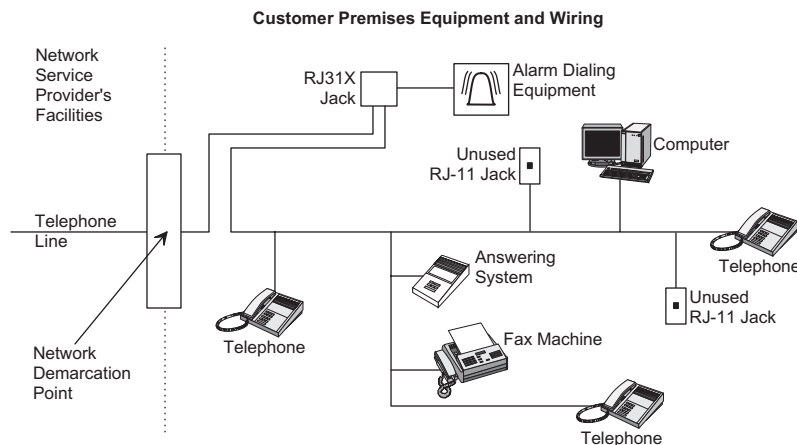 Customer Premises Equipment and Wiring
Network
Service
Provider's
Facilities
RJ31X
Jack
Alarm Dialing
Equipment
Unused
RJ-11 Jack
Computer
Telephone
Line
Answering
System
Telephone
Unused
RJ-11 Jack
Telephone
Fax Machine
Network
Demarcation
Point
Telephone